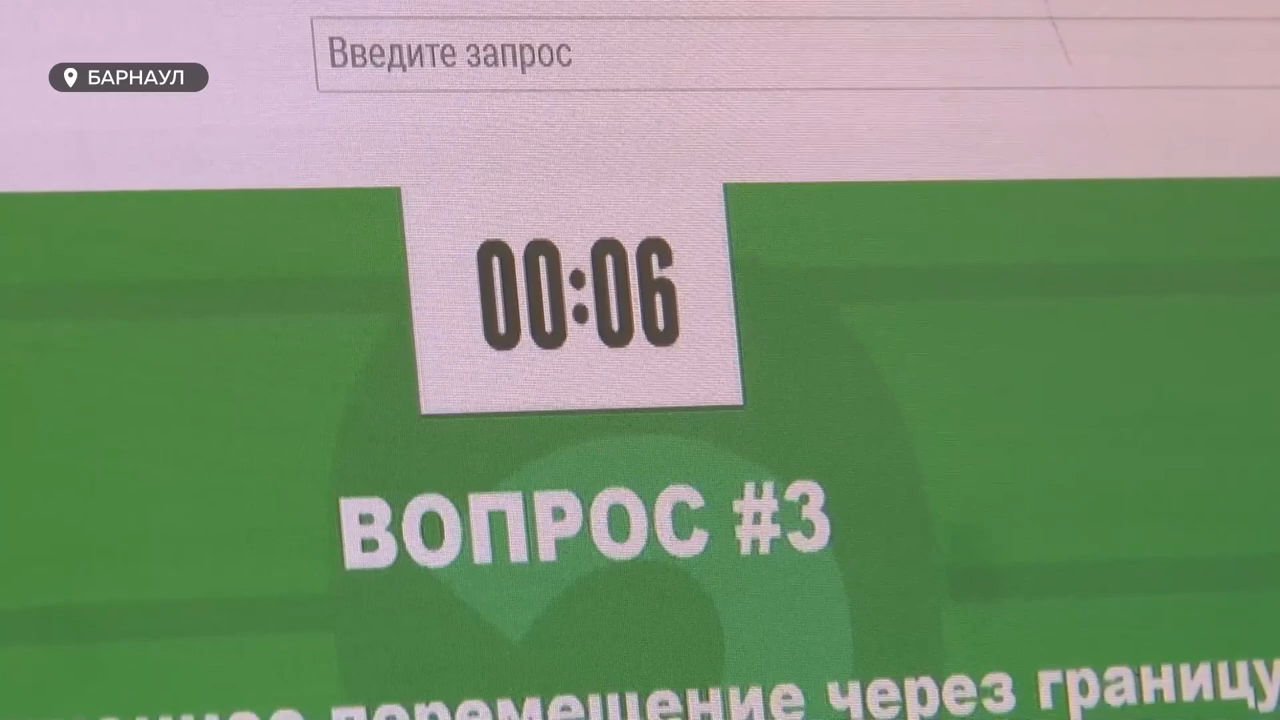 Введите запрос
БАРНАУЛ
00:06
ВОПРОС #3
перемещение через границу